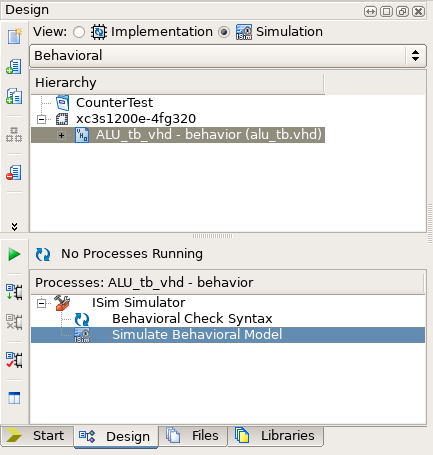 Design
View: Implementation Simulation
Behavioral
Hierarchy
CounterTest
xc3s1200e-4fg320
ALU_tb_vhd - behavior (alu_tb.vhd)
No Processes Running
Processes: ALU_tb_vhd - behavior
ISim Simulator
Behavioral Check Syntax
Simulate Behavioral Model
Start Design Files Libraries